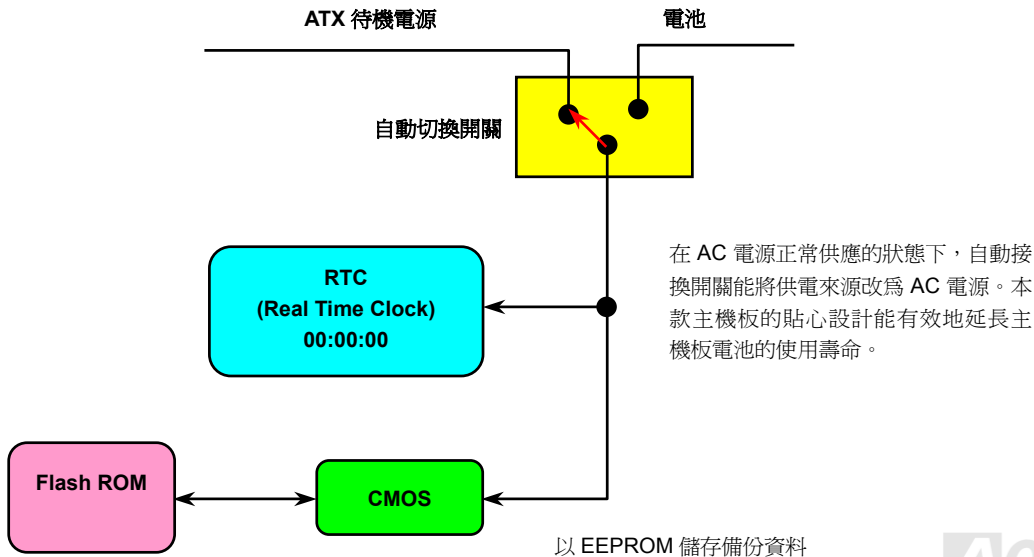 ATX 待機電源
電池
自動切換開關
在 AC 電源正常供應的狀態下，自動接
換開關能將供電來源改爲 AC 電源。本
款主機板的貼心設計能有效地延長主
機板電池的使用壽命。
RTC
(Real Time Clock)
00:00:00
Flash ROM
CMOS
以 EEPROM 儲存備份資料